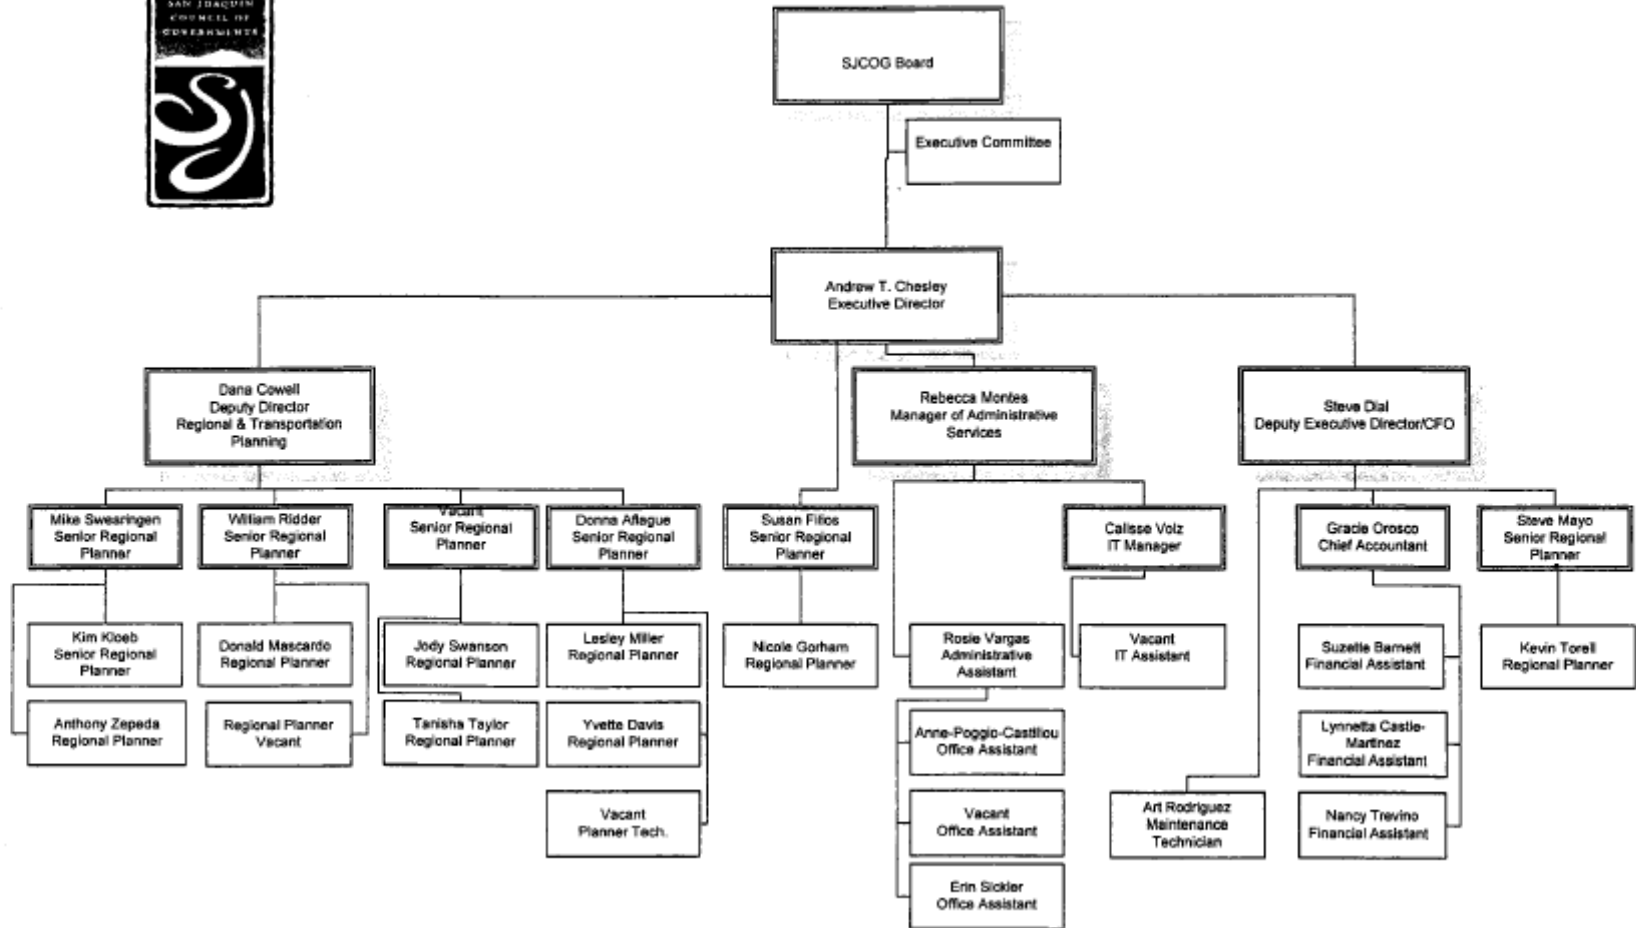 SAN JOAQUIN
COUNCIL OF
GOVERNMENTS
SJCOG Board
Executive Committee
Andrew T. Chesley
Executive Director
Dana Cowell
Deputy Director
Regional & Transportation
Planning
Rebecca Montes
Manager of Administrative
Services
Steve Dial
Deputy Executive Director/CFO
Mike Swearingen
Senior Regional
Planner
William Ridder
Senior Regional
Planner
Vacant
Senior Regional
Planner
Donna Aflague
Senior Regional
Planner
Susan Filios
Senior Regional
Planner
Calisse Volz
IT Manager
Gracie Orosco
Chief Accountant
Steve Mayo
Senior Regional
Planner
Kim Kloeb
Senior Regional
Planner
Donald Mascardo
Regional Planner
Jody Swanson
Regional Planner
Lesley Miller
Regional Planner
Nicole Gorham
Regional Planner
Rosie Vargas
Administrative
Assistant
Vacant
IT Assistant
Suzette Barnett
Financial Assistant
Kevin Torell
Regional Planner
Anthony Zepeda
Regional Planner
Regional Planner
Vacant
Tanisha Taylor
Regional Planner
Yvette Davis
Regional Planner
Anne-Poggio-Castillou
Office Assistant
Lynnetta Castle-
Martinez
Financial Assistant
Vacant
Planner Tech.
Vacant
Office Assistant
Art Rodriguez
Maintenance
Technician
Nancy Trevino
Financial Assistant
Erin Sickler
Office Assistant